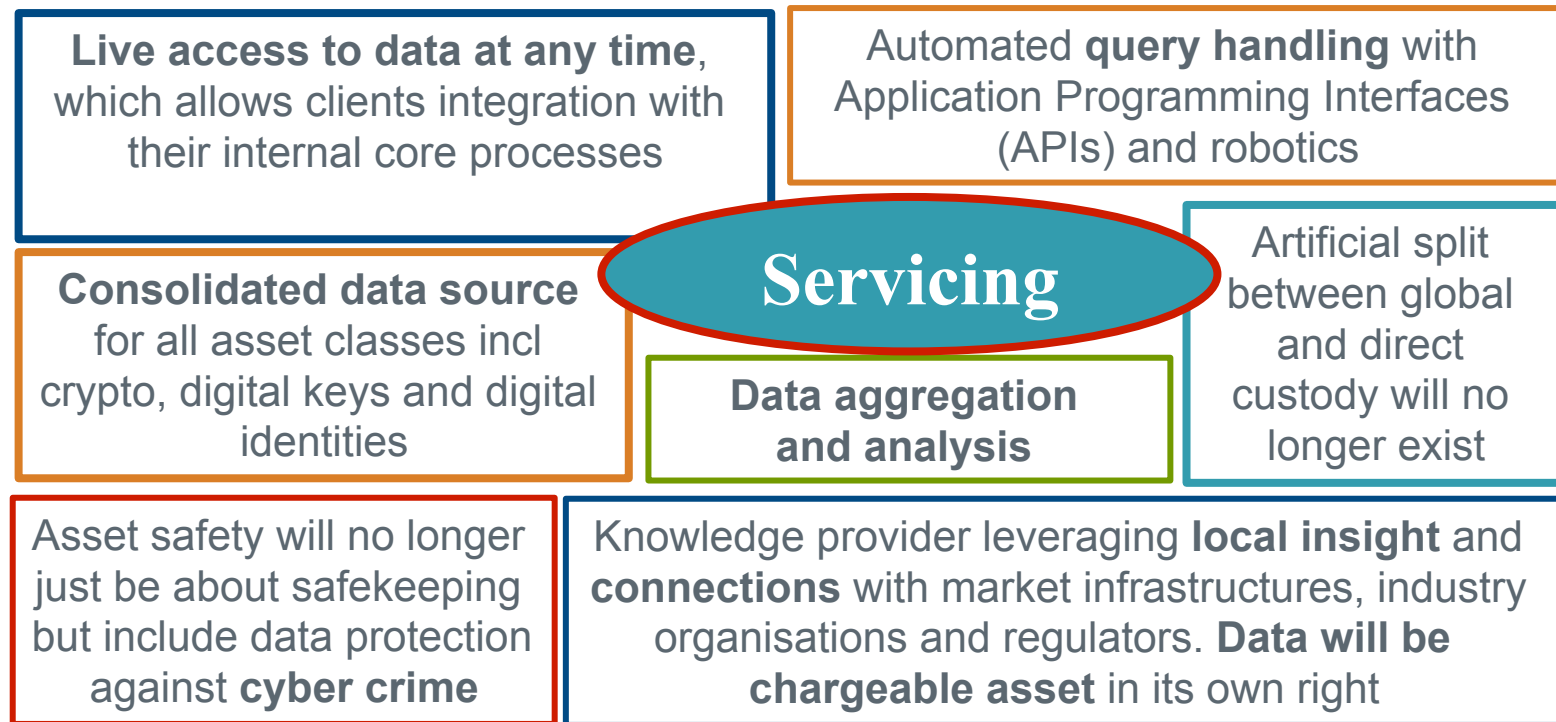 Live access to data at any time,
which allows clients integration with
their internal core processes
Automated query handling with
Application Programming Interfaces
(APIs) and robotics
Servicing
Consolidated data source
for all asset classes incl
crypto, digital keys and digital
identities
Data aggregation
and analysis
Artificial split
between global
and direct
custody will no
longer exist
Asset safety will no longer
just be about safekeeping
but include data protection
against cyber crime
Knowledge provider leveraging local insight and
connections with market infrastructures, industry
organisations and regulators. Data will be
chargeable asset in its own right